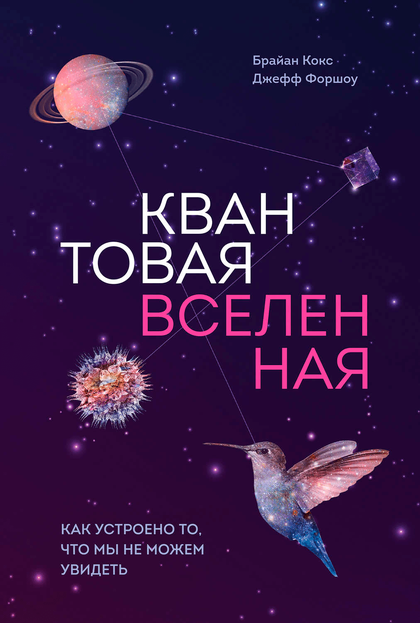 Брайан Кокс
Джефф Форшоу
КВАН
ТОВАЯ
ВСЕЛЕН
НАЯ
КАК УСТРОЕНО ТО,
ЧТО МЫ НЕ МОЖЕМ
УВИДЕТЬ